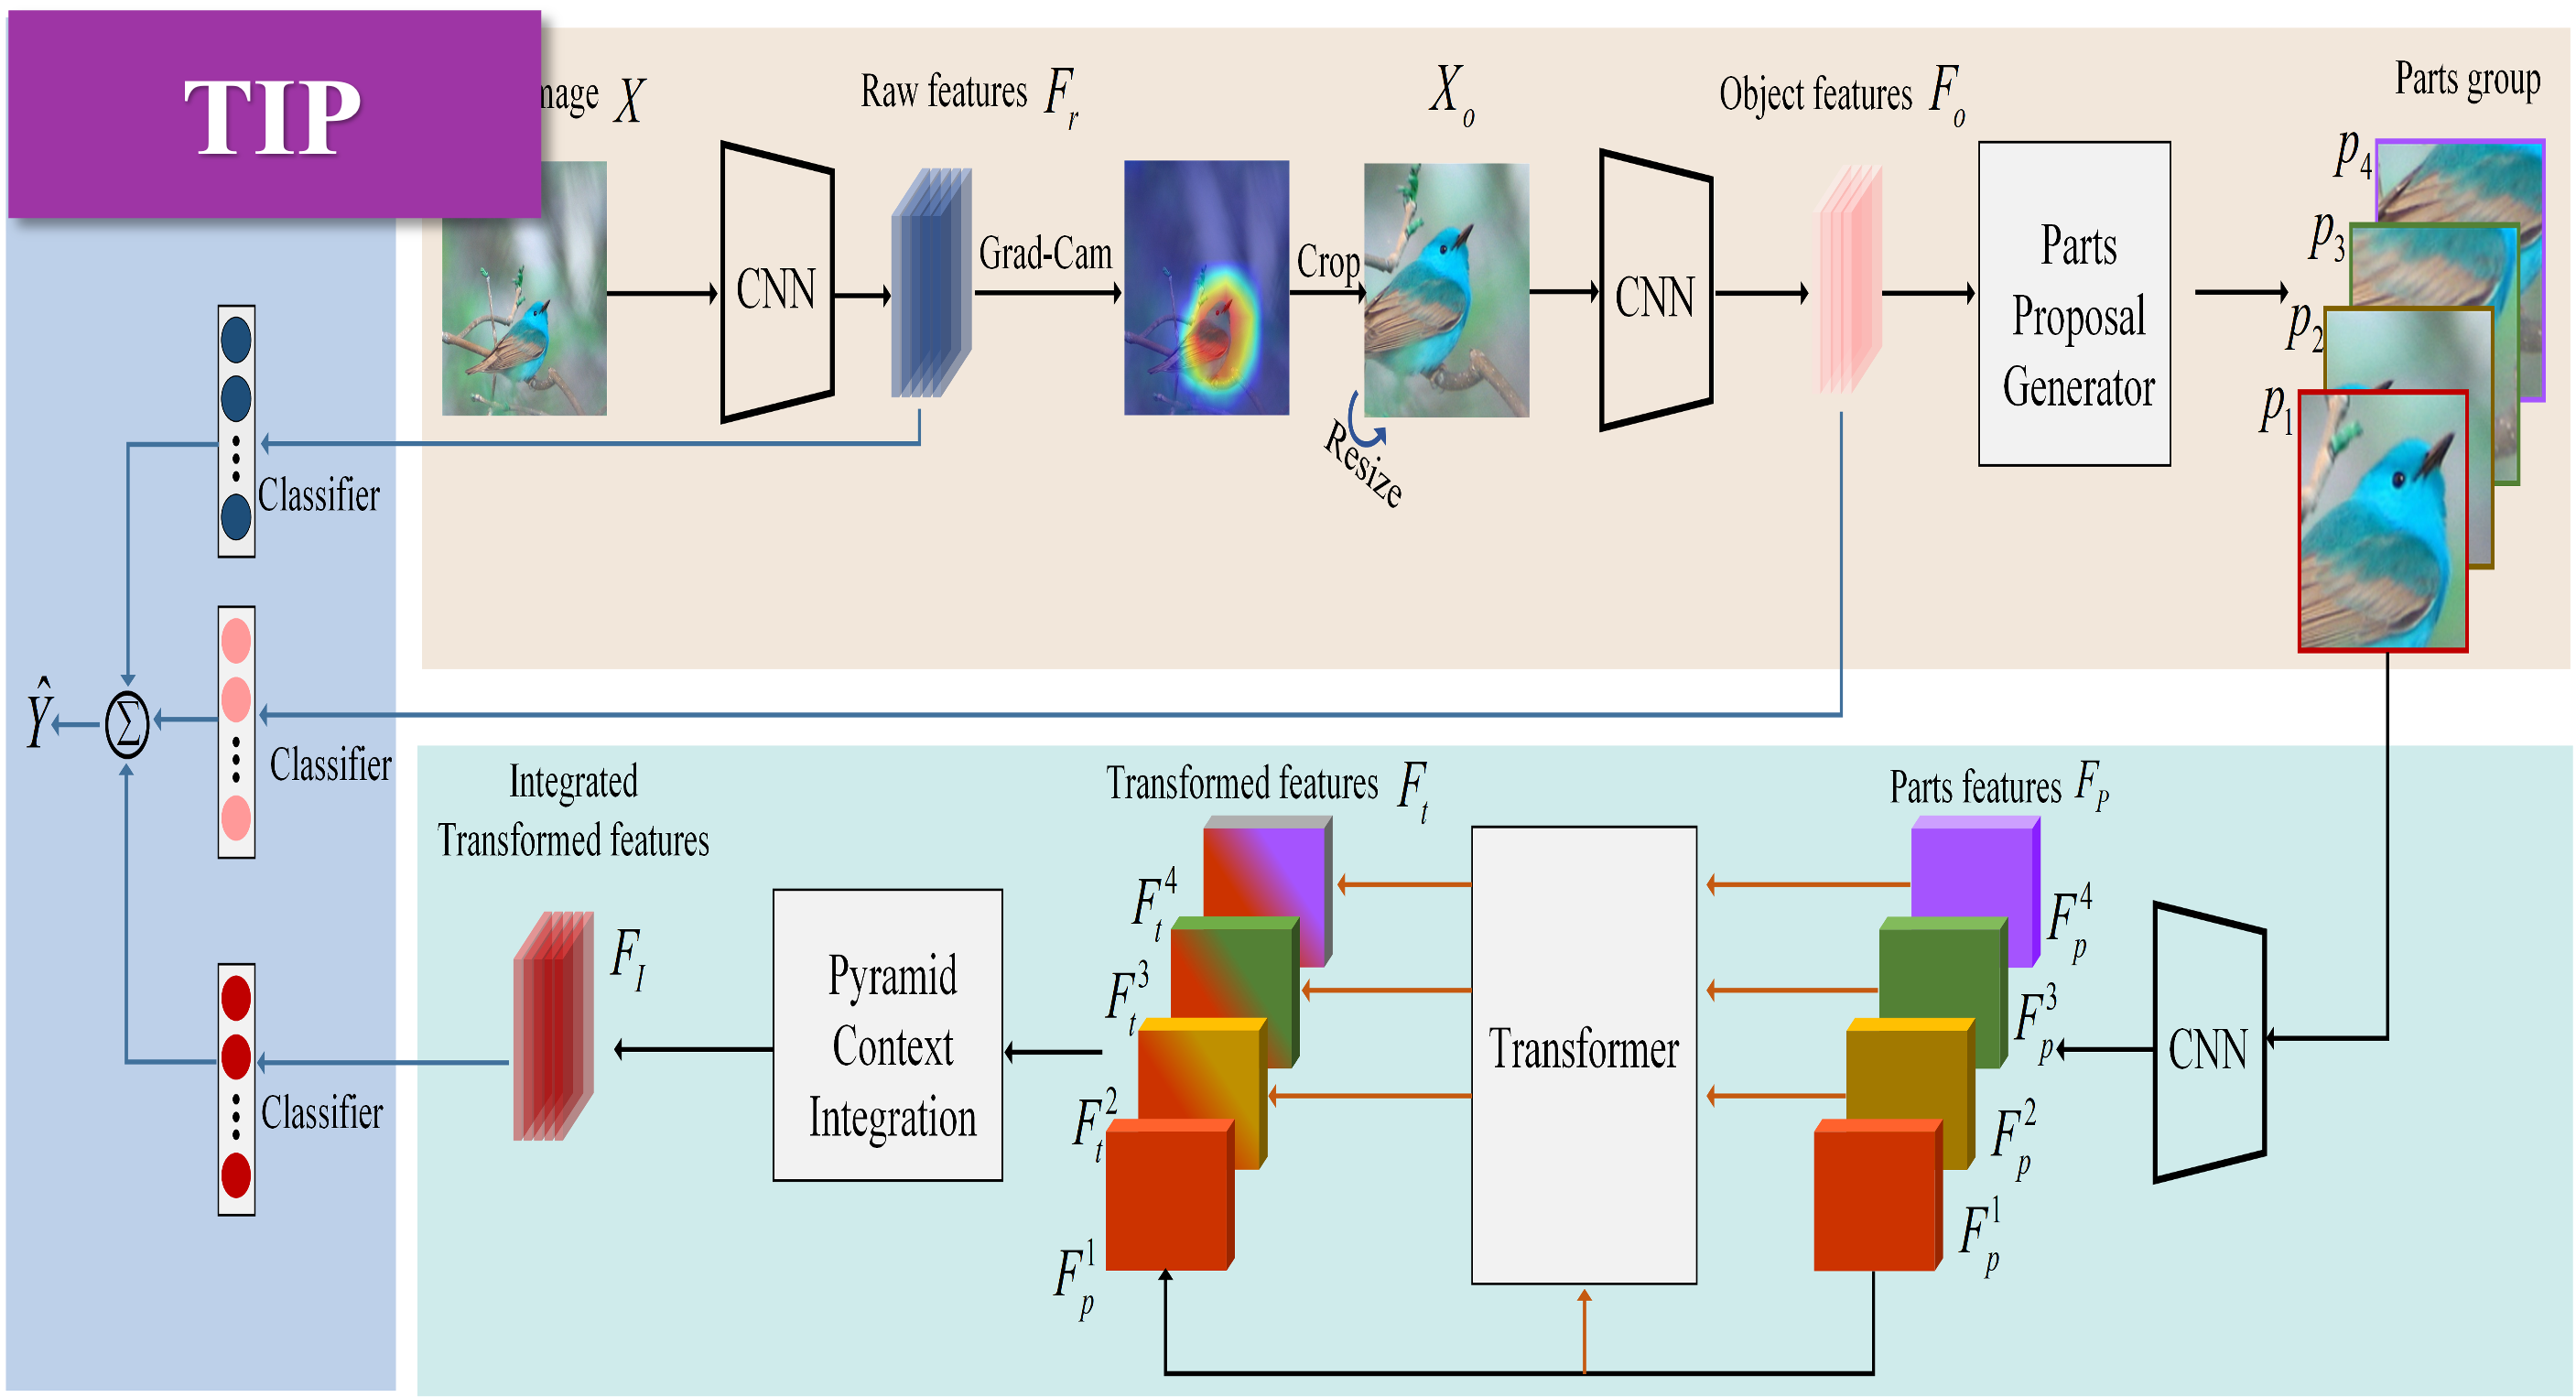 TIP
X
Raw features F_r
X_o
Object features F_o
Parts group
CNN
Grad-Cam
Crop
Resize
CNN
Parts
Proposal
Generator
p_4
p_3
p_2
p_1
Classifier
Classifier
Classifier
Ŷ
Σ
Integrated
Transformed features
F_I
Pyramid
Context
Integration
Transformed features F_t
F_t^4
F_t^3
F_t^2
F_p^1
Transformer
Parts features F_P
F_p^4
F_p^3
F_p^2
F_p^1
CNN